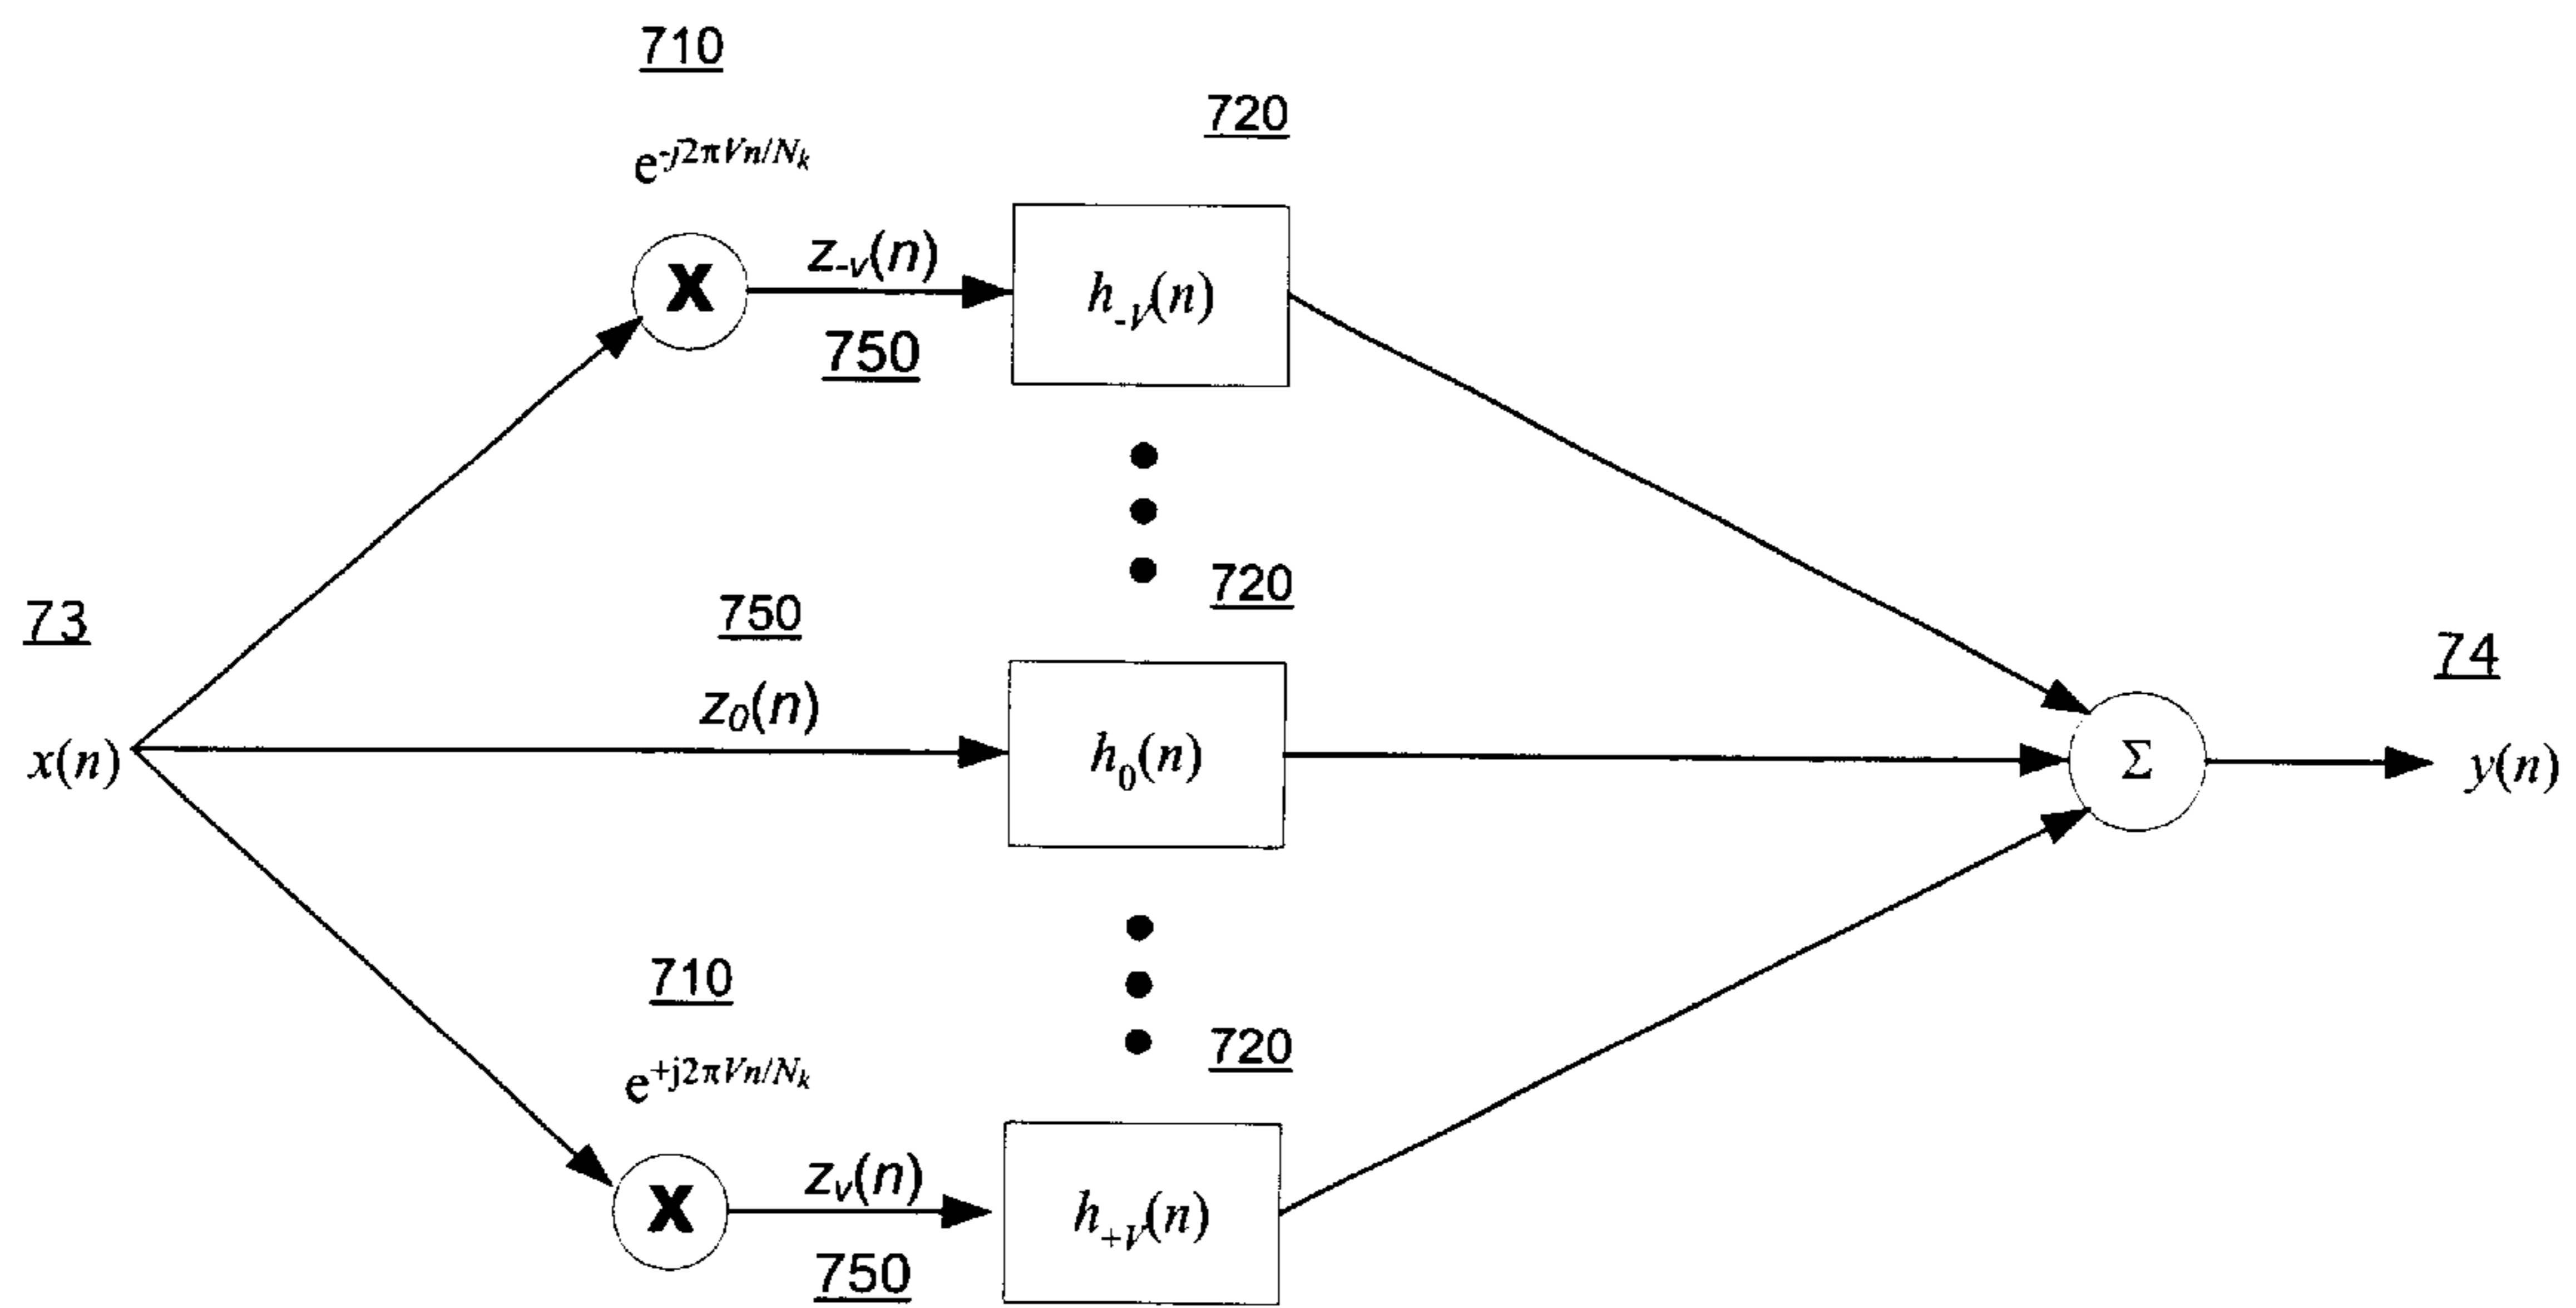 710
720
e^{-j2πVn/N_k}
X
z_{-v}(n)
h_{-V}(n)
750
720
750
73
z_0(n)
74
x(n)
h_0(n)
Σ
y(n)
710
720
e^{+j2πVn/N_k}
X
z_v(n)
h_{+V}(n)
750